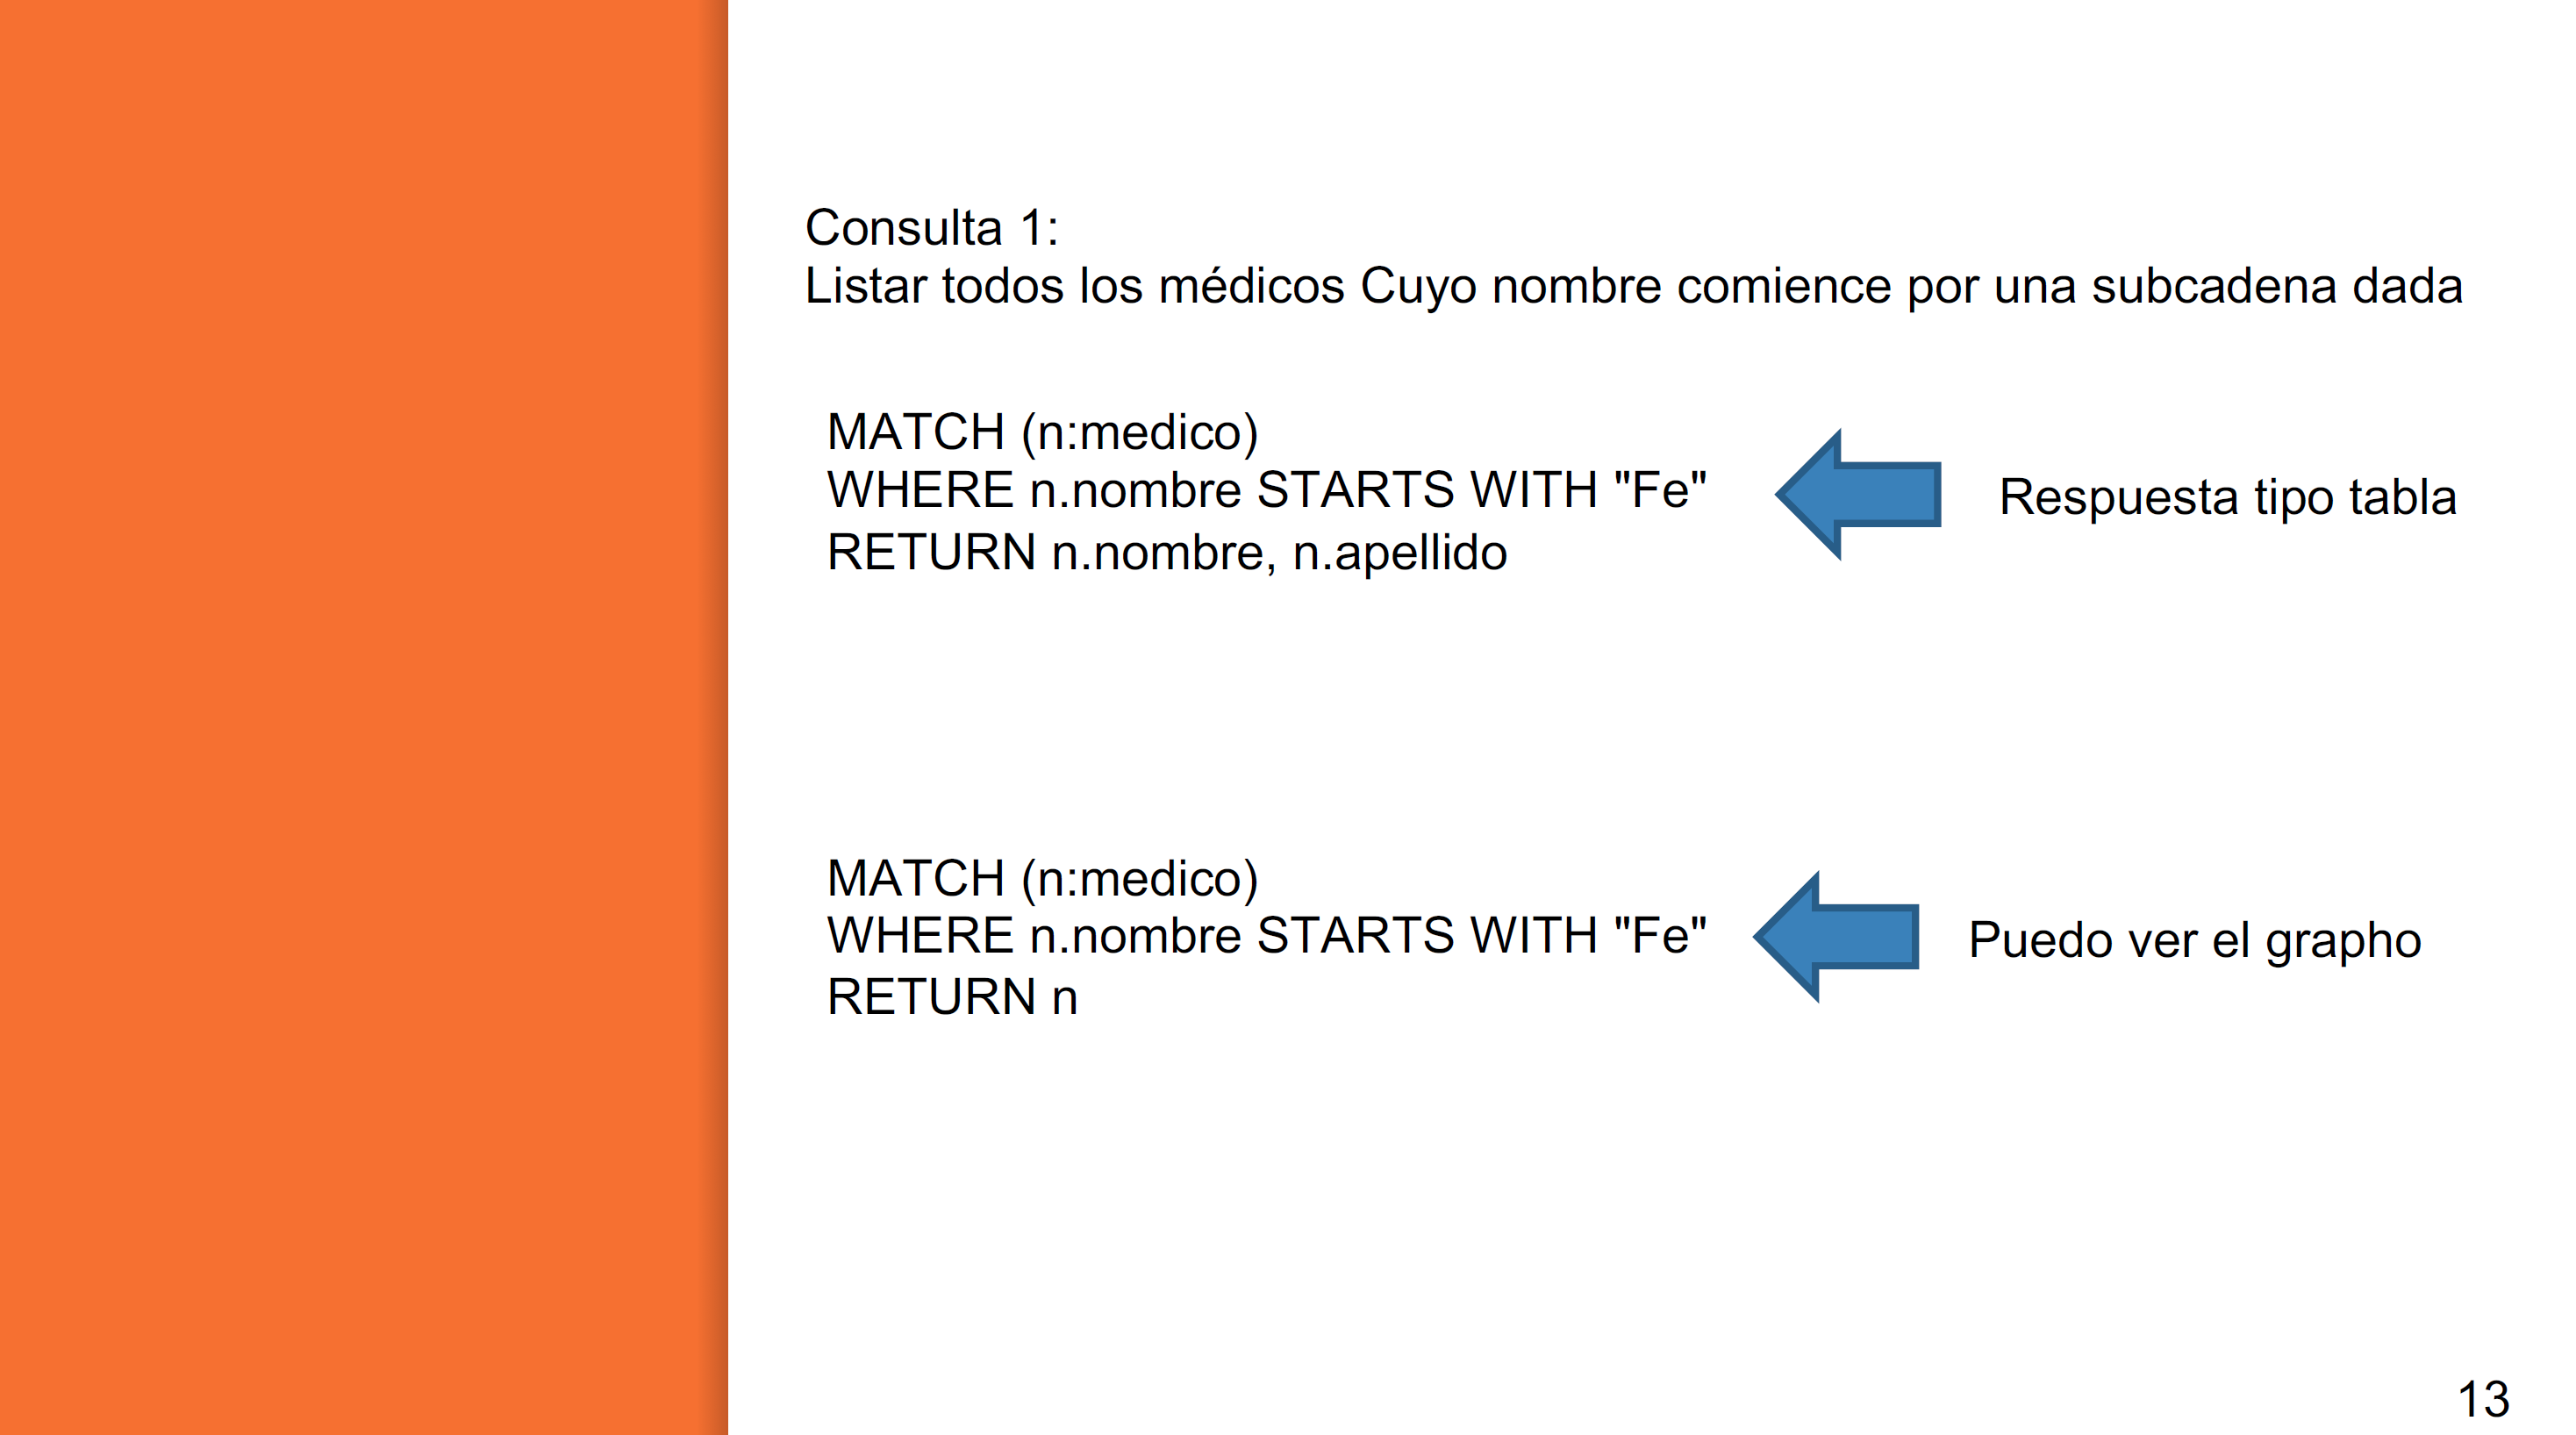 Consulta 1:
Listar todos los médicos Cuyo nombre comience por una subcadena dada
MATCH (n:medico)
WHERE n.nombre STARTS WITH "Fe"
RETURN n.nombre, n.apellido
Respuesta tipo tabla
MATCH (n:medico)
WHERE n.nombre STARTS WITH "Fe"
RETURN n
Puedo ver el grapho
13